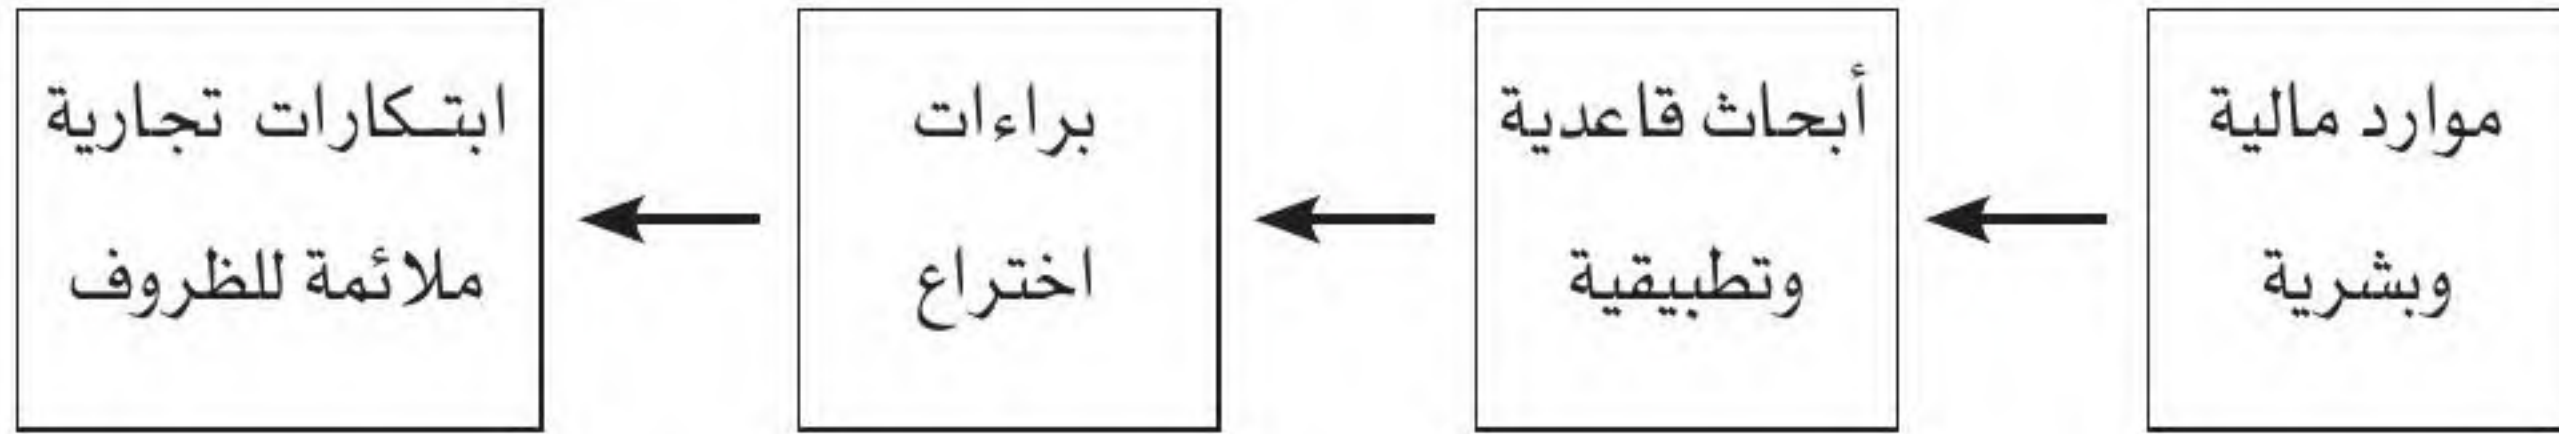 موارد مالية
وبشرية
أبحاث قاعدية
وتطبيقية
براءات
اختراع
ابتكارات تجارية
ملائمة للظروف